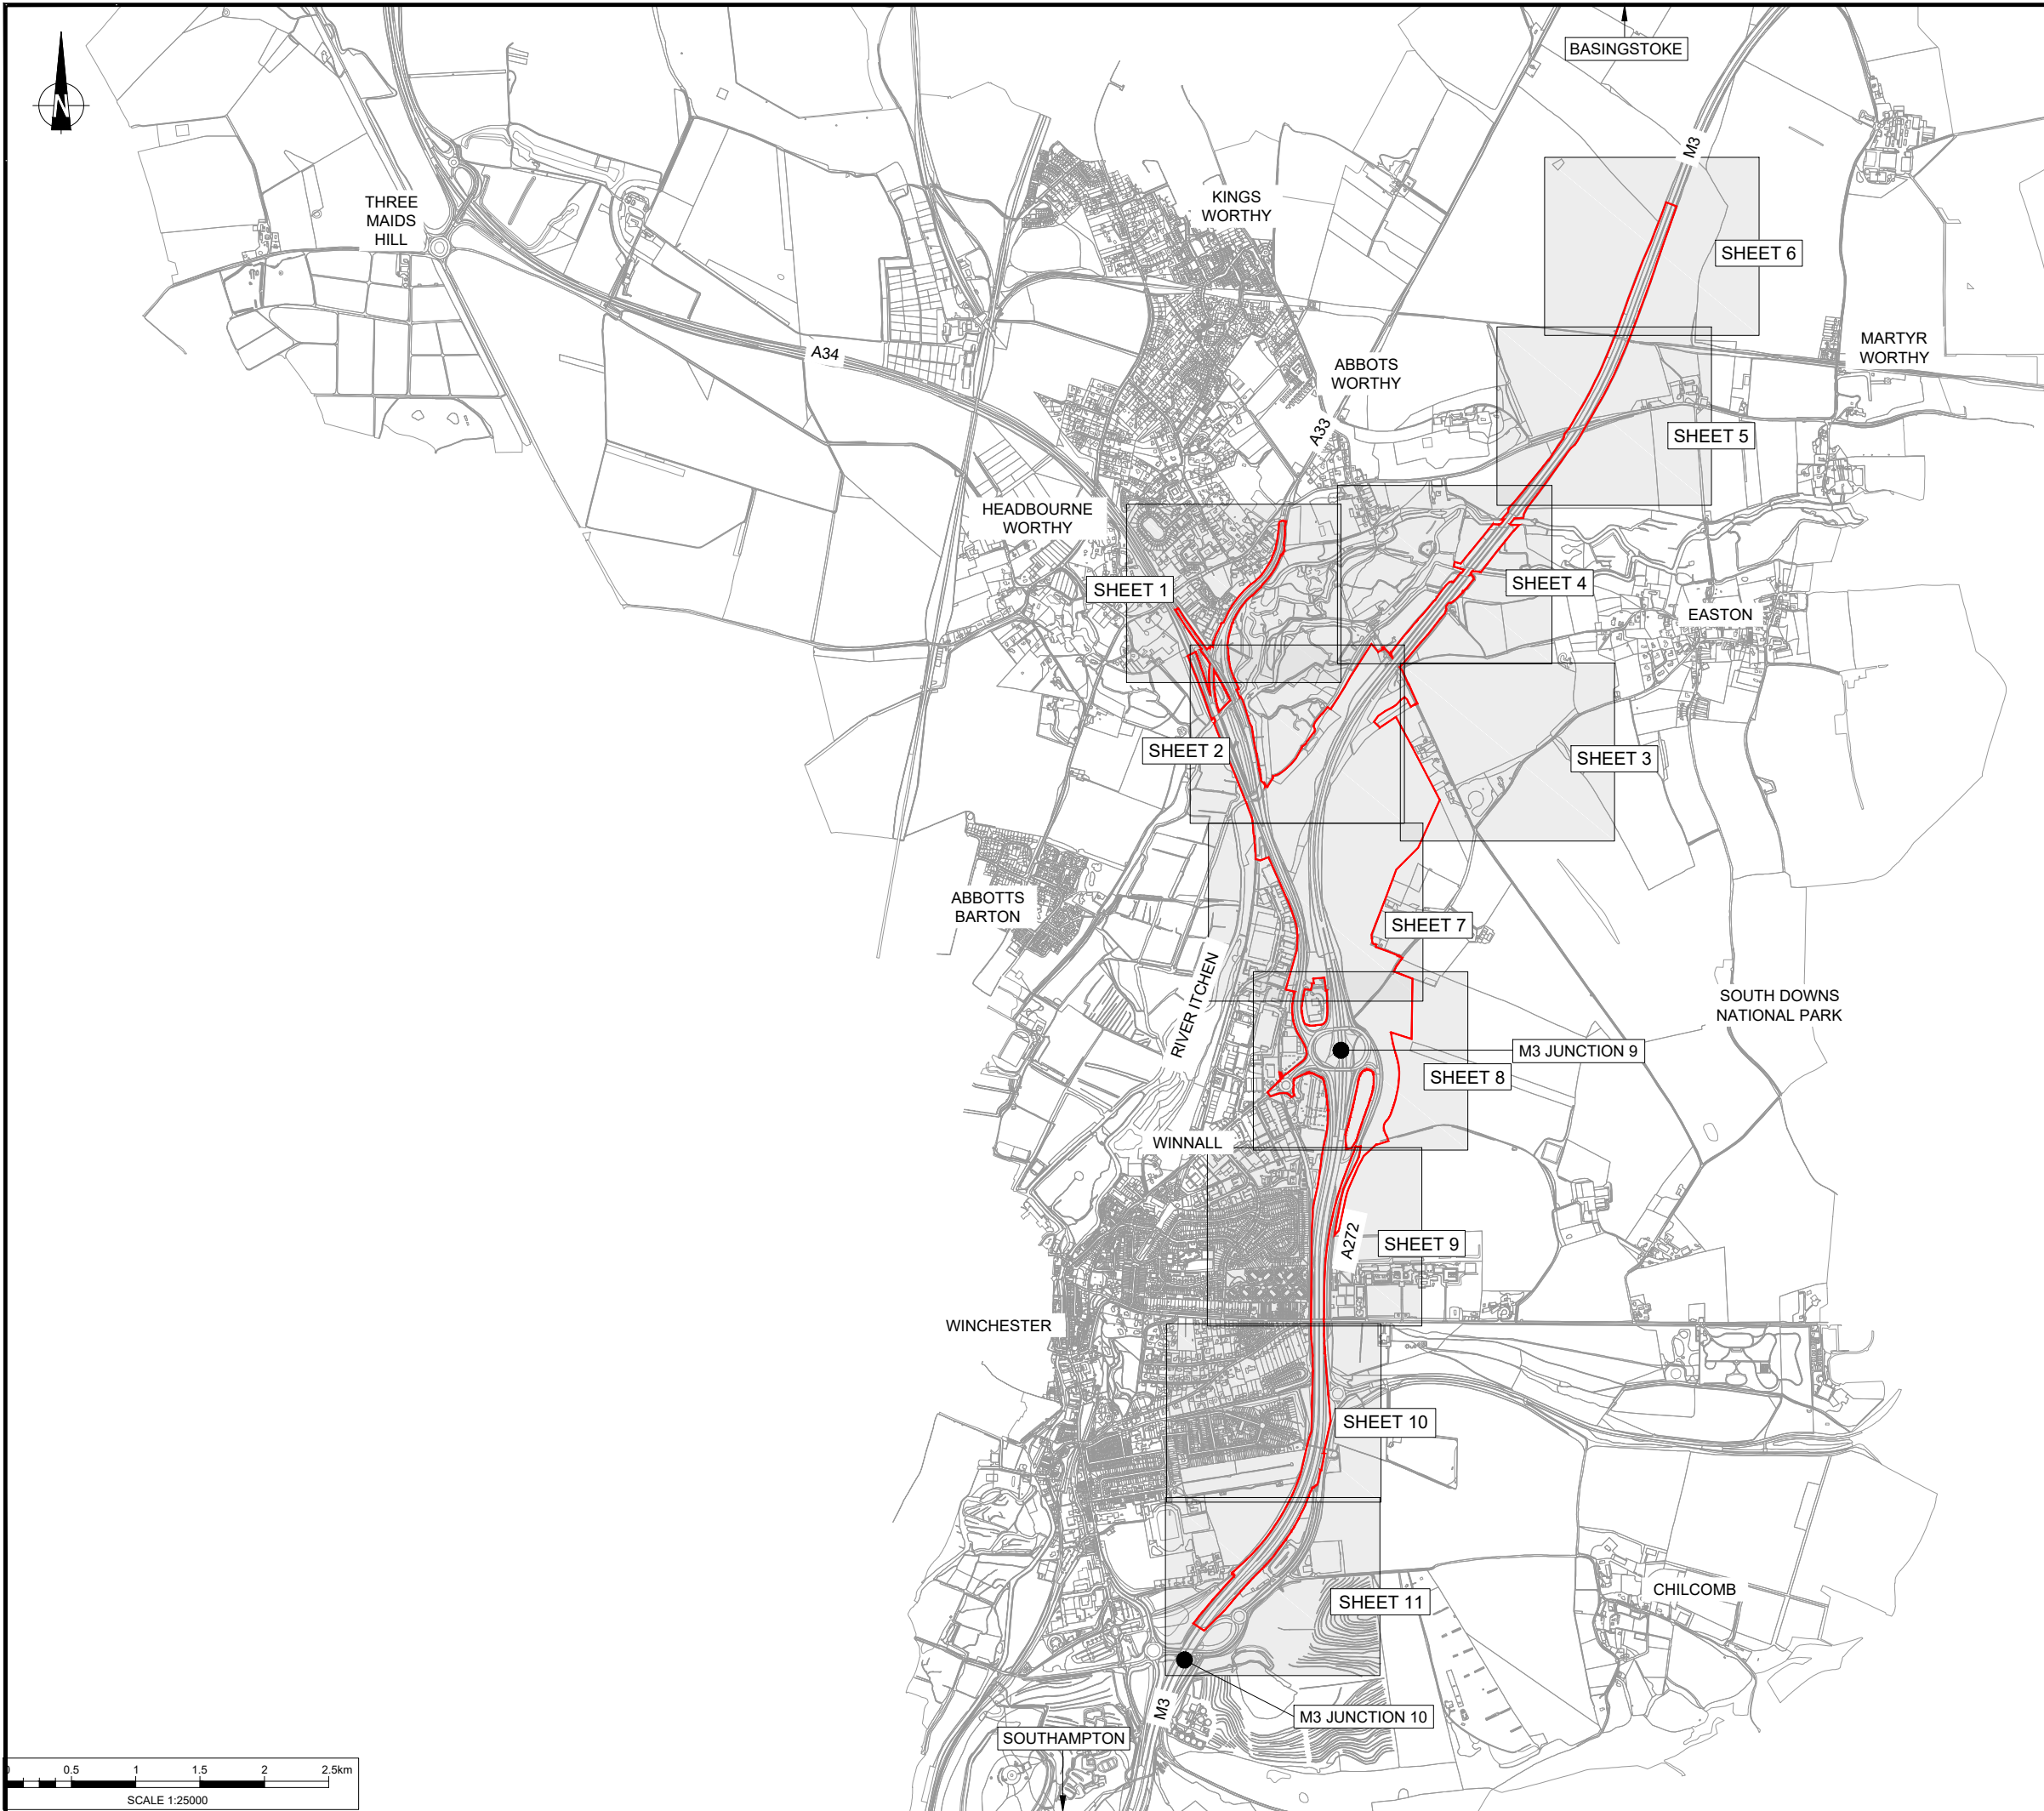 BASINGSTOKE
N
M3
THREE
MAIDS
HILL
KINGS
WORTHY
SHEET 6
A34
ABBOTS
WORTHY
MARTYR
WORTHY
A33
SHEET 5
HEADBOURNE
WORTHY
SHEET 1
SHEET 4
EASTON
SHEET 2
SHEET 3
ABBOTTS
BARTON
SHEET 7
RIVER ITCHEN
SOUTH DOWNS
NATIONAL PARK
M3 JUNCTION 9
SHEET 8
WINNALL
A272
SHEET 9
WINCHESTER
SHEET 10
CHILCOMB
SHEET 11
M3
M3 JUNCTION 10
SOUTHAMPTON
0 0.5 1 1.5 2 2.5km
SCALE 1:25000